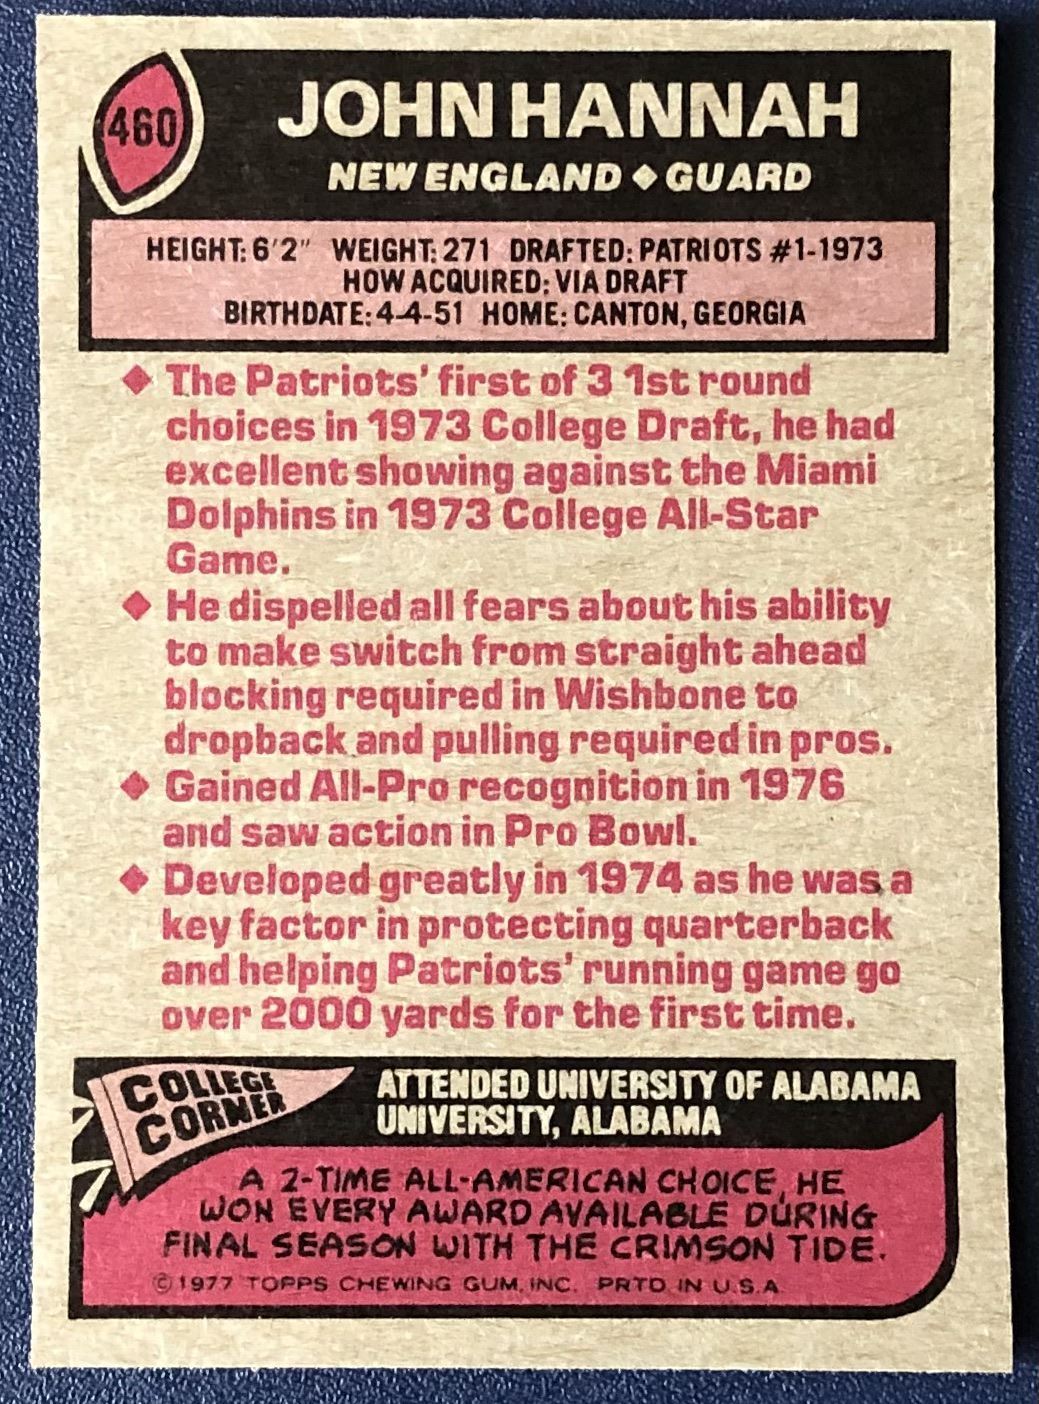 460
JOHN HANNAH
NEW ENGLAND ◆ GUARD
HEIGHT: 6'2" WEIGHT: 271 DRAFTED: PATRIOTS #1-1973
HOW ACQUIRED: VIA DRAFT
BIRTHDATE: 4-4-51 HOME: CANTON, GEORGIA
◆ The Patriots' first of 3 1st round
choices in 1973 College Draft, he had
excellent showing against the Miami
Dolphins in 1973 College All-Star
Game.
◆ He dispelled all fears about his ability
to make switch from straight ahead
blocking required in Wishbone to
dropback and pulling required in pros.
◆ Gained All-Pro recognition in 1976
and saw action in Pro Bowl.
◆ Developed greatly in 1974 as he was a
key factor in protecting quarterback
and helping Patriots' running game go
over 2000 yards for the first time.
COLLEGE
CORNER
ATTENDED UNIVERSITY OF ALABAMA
UNIVERSITY, ALABAMA
A 2-TIME ALL-AMERICAN CHOICE, HE
WON EVERY AWARD AVAILABLE DURING
FINAL SEASON WITH THE CRIMSON TIDE.
©1977 TOPPS CHEWING GUM, INC. PRTD IN U.S.A.